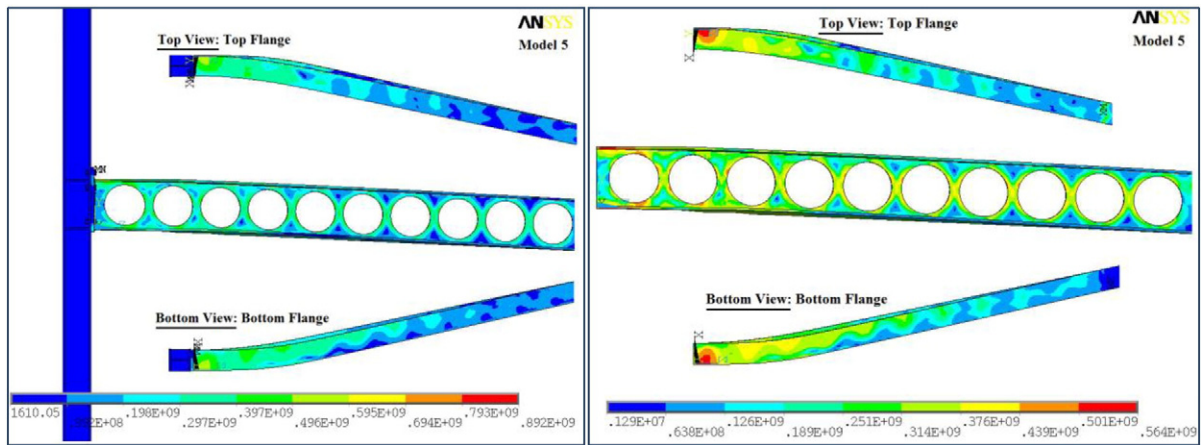 ANSYS
Model 5
Top View: Top Flange
Bottom View: Bottom Flange
1610.05 .198E+09 .397E+09 .595E+09 .793E+09
.297E+09 .496E+09 .694E+09 .892E+09
ANSYS
Model 5
Top View: Top Flange
X
Bottom View: Bottom Flange
X
.129E+07 .126E+09 .251E+09 .376E+09 .501E+09
.638E+08 .189E+09 .314E+09 .439E+09 .564E+09